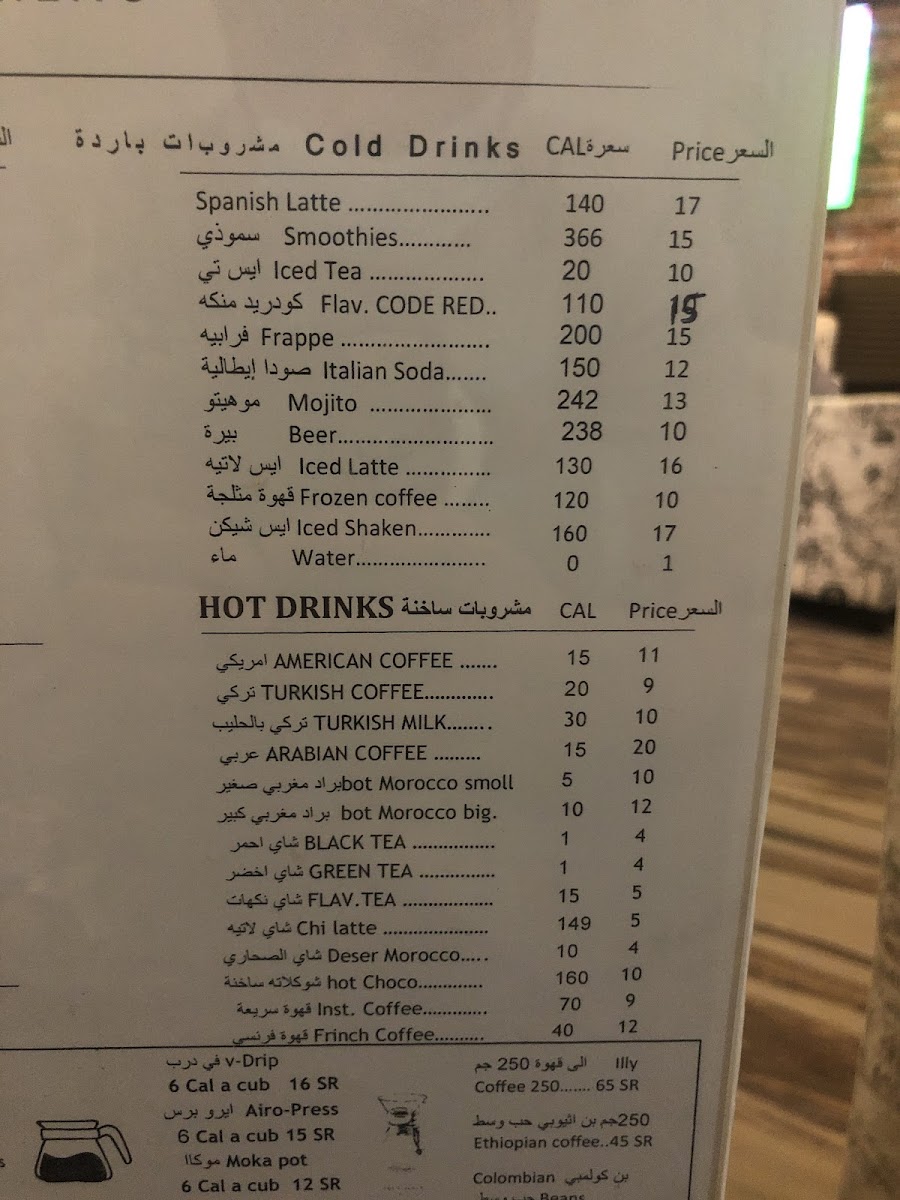 مشروبات باردة Cold Drinks سعرة CAL السعر Price
Spanish Latte ....................... 140 17
سموذي Smoothies............ 366 15
ايس تي Iced Tea ................... 20 10
كودريد منكه Flav. CODE RED.. 110 15
فرابيه Frappe ......................... 200 15
صودا إيطالية Italian Soda....... 150 12
موهيتو Mojito .................... 242 13
بيرة Beer.......................... 238 10
ايس لاتيه Iced Latte .............. 130 16
قهوة مثلجة Frozen coffee ........ 120 10
ايس شيكن Iced Shaken............. 160 17
ماء Water...................... 0 1
HOT DRINKS مشروبات ساخنة CAL Price السعر
امريكي AMERICAN COFFEE ....... 15 11
تركي TURKISH COFFEE............. 20 9
تركي بالحليب TURKISH MILK........ 30 10
عربي ARABIAN COFFEE ......... 15 20
براد مغربي صغير bot Morocco smoll 5 10
براد مغربي كبير bot Morocco big. 10 12
شاي احمر BLACK TEA ................ 1 4
شاي اخضر GREEN TEA ............... 1 4
شاي نكهات FLAV.TEA .................. 15 5
شاي لاتيه Chi latte ..................... 149 5
شاي الصحاري Deser Morocco..... 10 4
شوكلاته ساخنة hot Choco............. 160 10
قهوة سريعة Inst. Coffee............. 70 9
قهوة فرنسي Frinch Coffee.......... 40 12
في درب v-Drip
6 Cal a cub 16 SR
ايرو برس Airo-Press
6 Cal a cub 15 SR
موكاا Moka pot
6 Cal a cub 12 SR
الى قهوة 250 جم Illy
Coffee 250....... 65 SR
250جم بن اثيوبي حب وسط
Ethiopian coffee..45 SR
Colombian بن كولمبي
حب وسط Beans